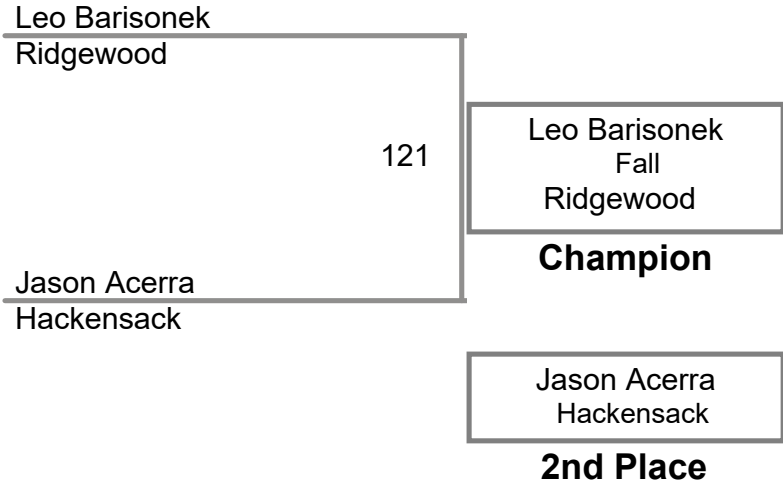 Leo Barisonek
Ridgewood
121
Leo Barisonek
Fall
Ridgewood
Champion
Jason Acerra
Hackensack
Jason Acerra
Hackensack
2nd Place